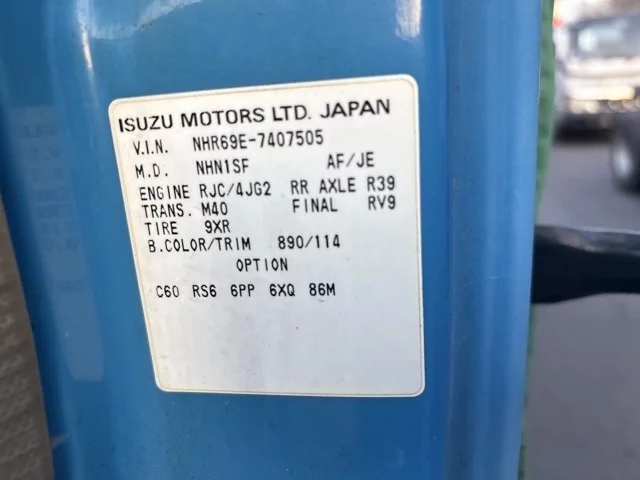 ISUZU MOTORS LTD. JAPAN
V.I.N. NHR69E-7407505
M.D. NHN1SF AF/JE
ENGINE RJC/4JG2 RR AXLE R39
TRANS. M40 FINAL RV9
TIRE 9XR
B.COLOR/TRIM 890/114
OPTION
C60 RS6 6PP 6XQ 86M